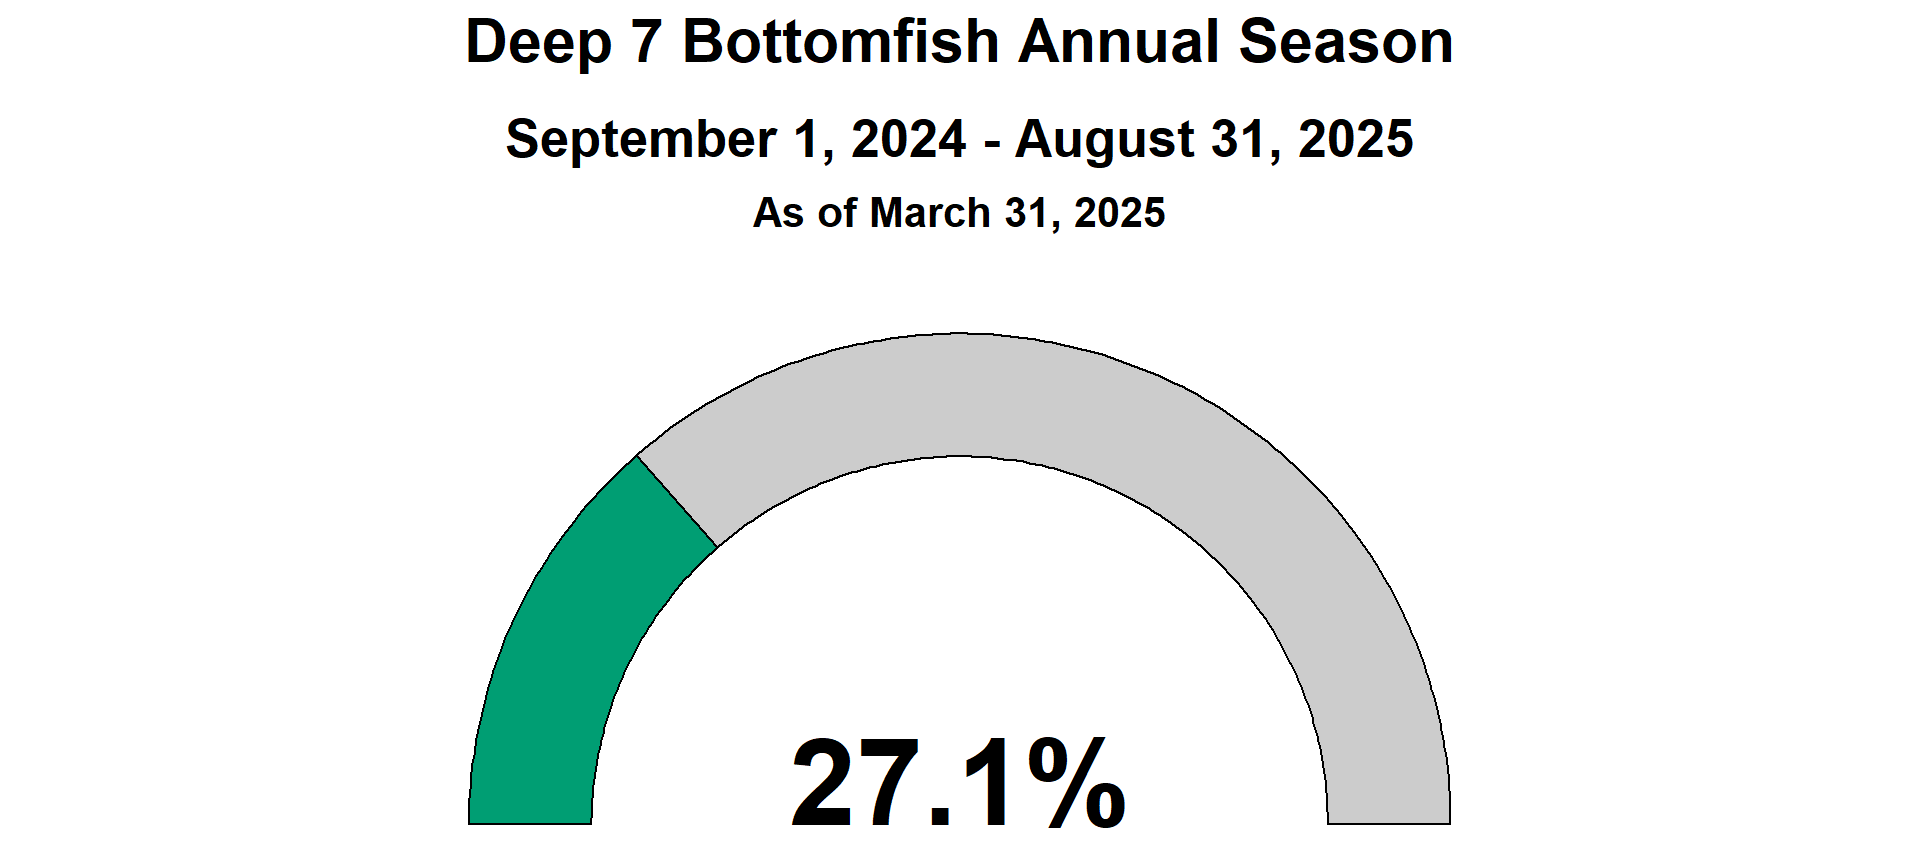 Deep 7 Bottomfish Annual Season
September 1, 2024 - August 31, 2025
As of March 31, 2025
27.1%